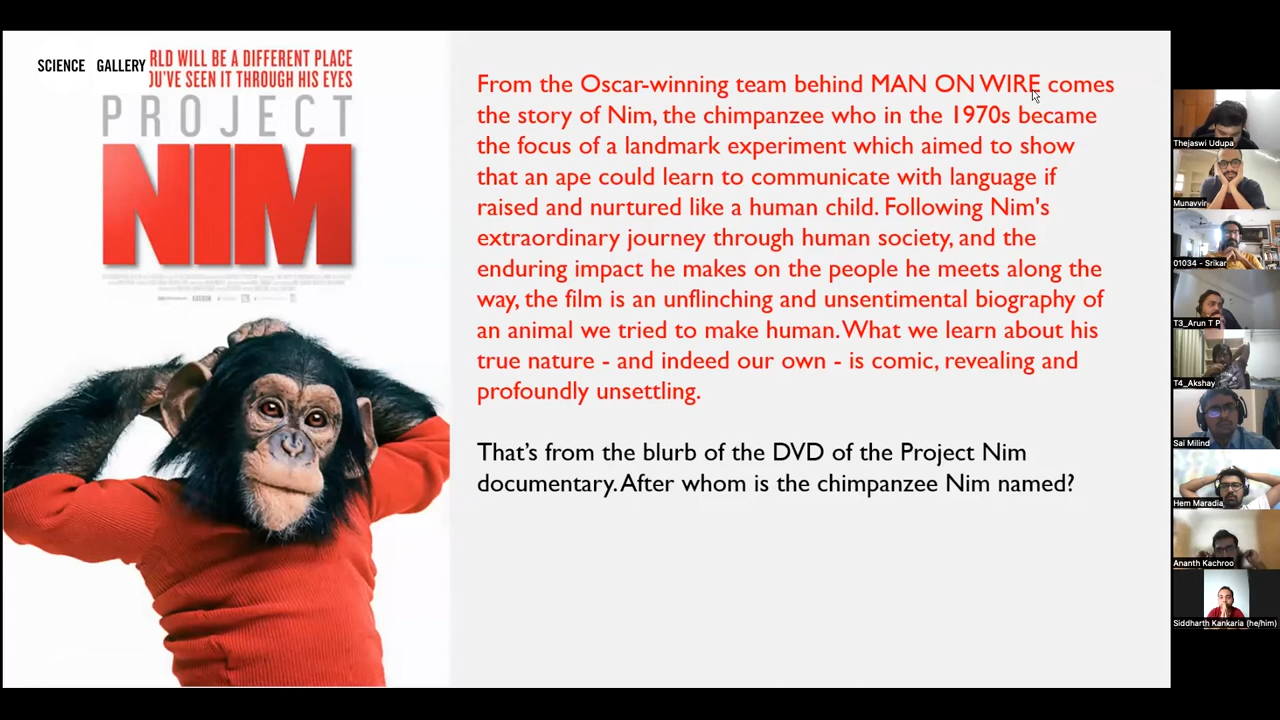 SCIENCE GALLERY
RLD WILL BE A DIFFERENT PLACE
OU'VE SEEN IT THROUGH HIS EYES
PROJECT
NIM
From the Oscar-winning team behind MAN ON WIRE comes
the story of Nim, the chimpanzee who in the 1970s became
the focus of a landmark experiment which aimed to show
that an ape could learn to communicate with language if
raised and nurtured like a human child. Following Nim's
extraordinary journey through human society, and the
enduring impact he makes on the people he meets along the
way, the film is an unflinching and unsentimental biography of
an animal we tried to make human. What we learn about his
true nature - and indeed our own - is comic, revealing and
profoundly unsettling.
That's from the blurb of the DVD of the Project Nim
documentary. After whom is the chimpanzee Nim named?
Thejaswi Udupa
Munavvir
01034 - Srikar
T3_Arun T P
T4_Akshay
Sai Milind
Hem Maradia
Ananth Kachroo
Siddharth Kankaria (he/him)